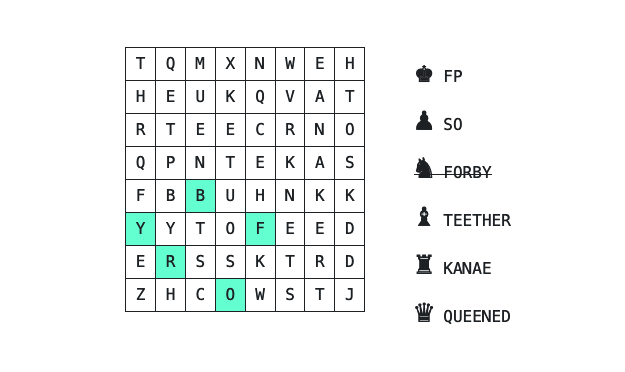 T Q M X N W E H
H E U K Q V A T
R T E E C R N O
Q P N T E K A S
F B B U H N K K
Y Y T O F E E D
E R S S K T R D
Z H C O W S T J
♚ FP
♟ SO
♞ FORBY
♝ TEETHER
♜ KANAE
♛ QUEENED